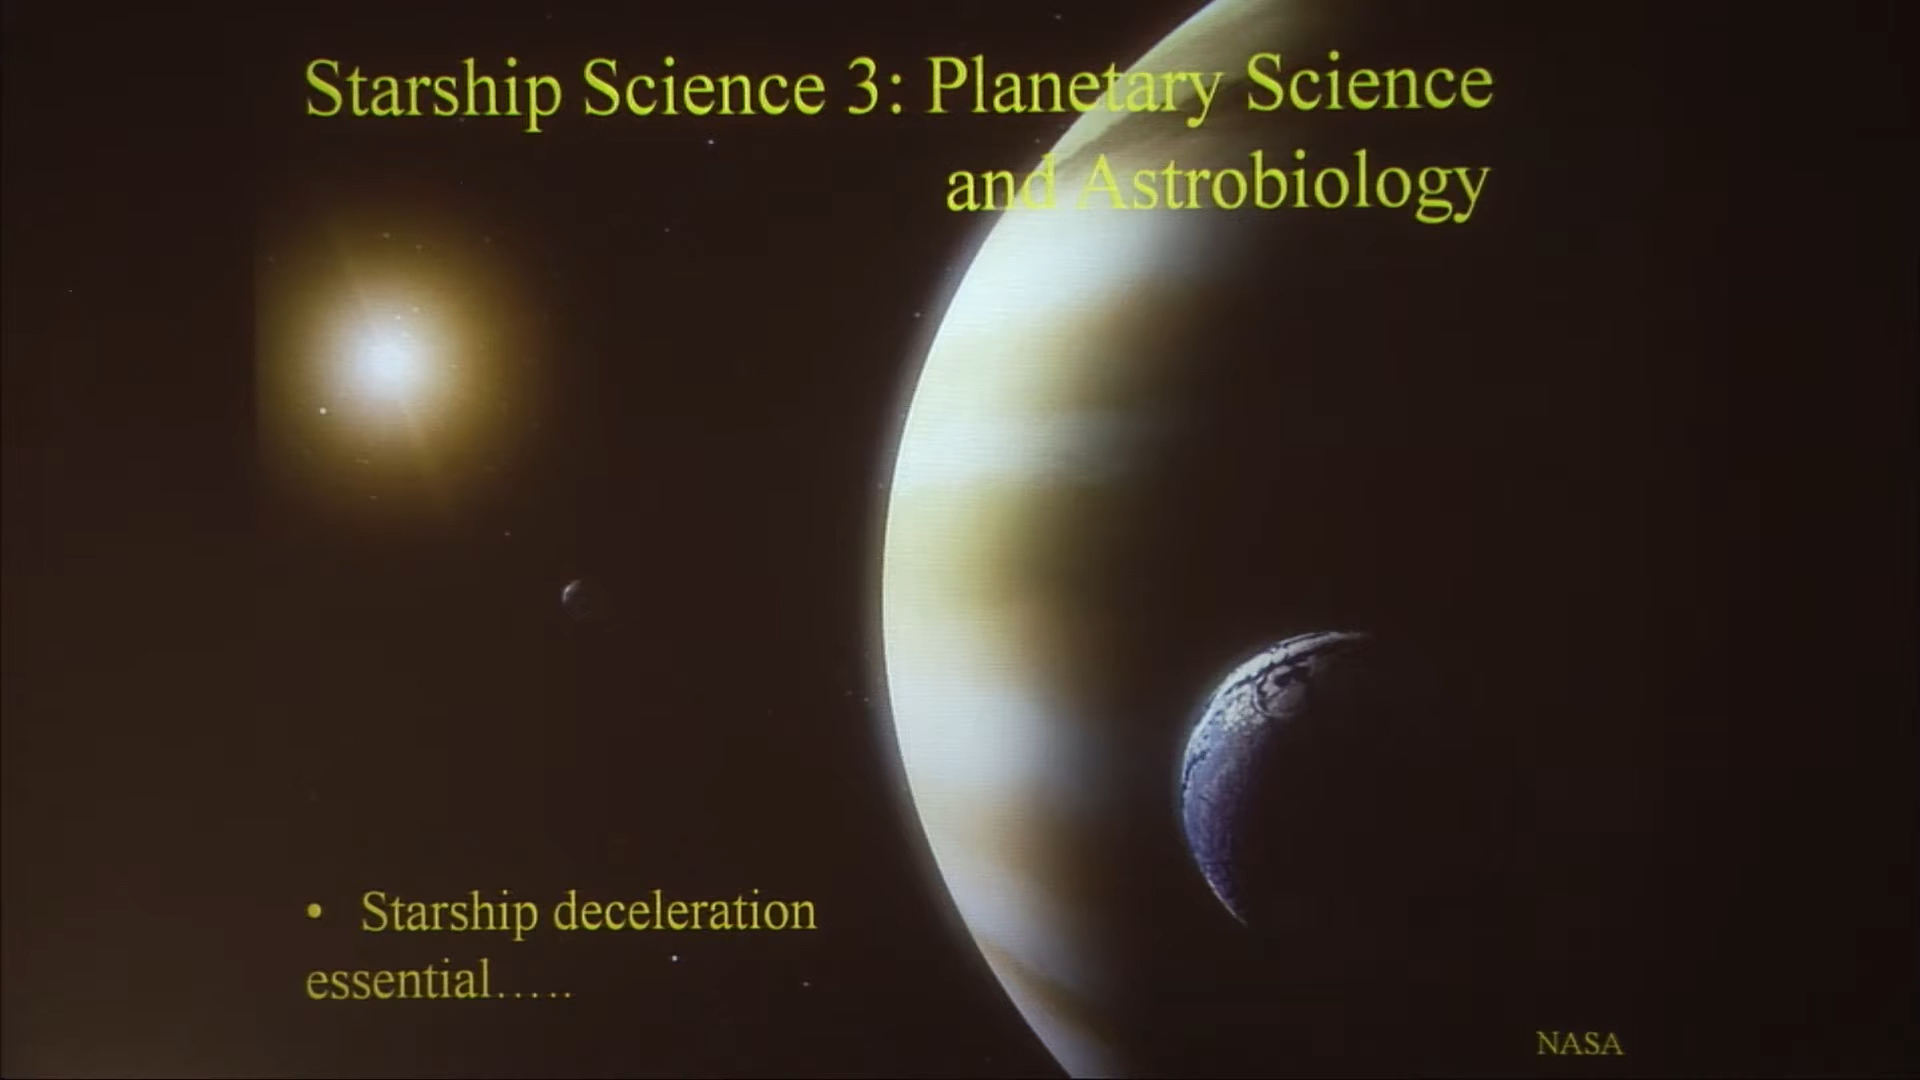 Starship Science 3: Planetary Science
and Astrobiology
• Starship deceleration
essential…..
NASA